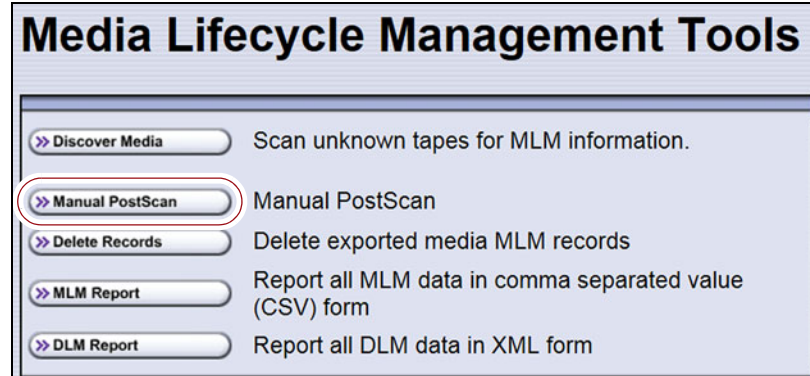 Media Lifecycle Management Tools
» Discover Media Scan unknown tapes for MLM information.
» Manual PostScan Manual PostScan
» Delete Records Delete exported media MLM records
» MLM Report Report all MLM data in comma separated value
(CSV) form
» DLM Report Report all DLM data in XML form